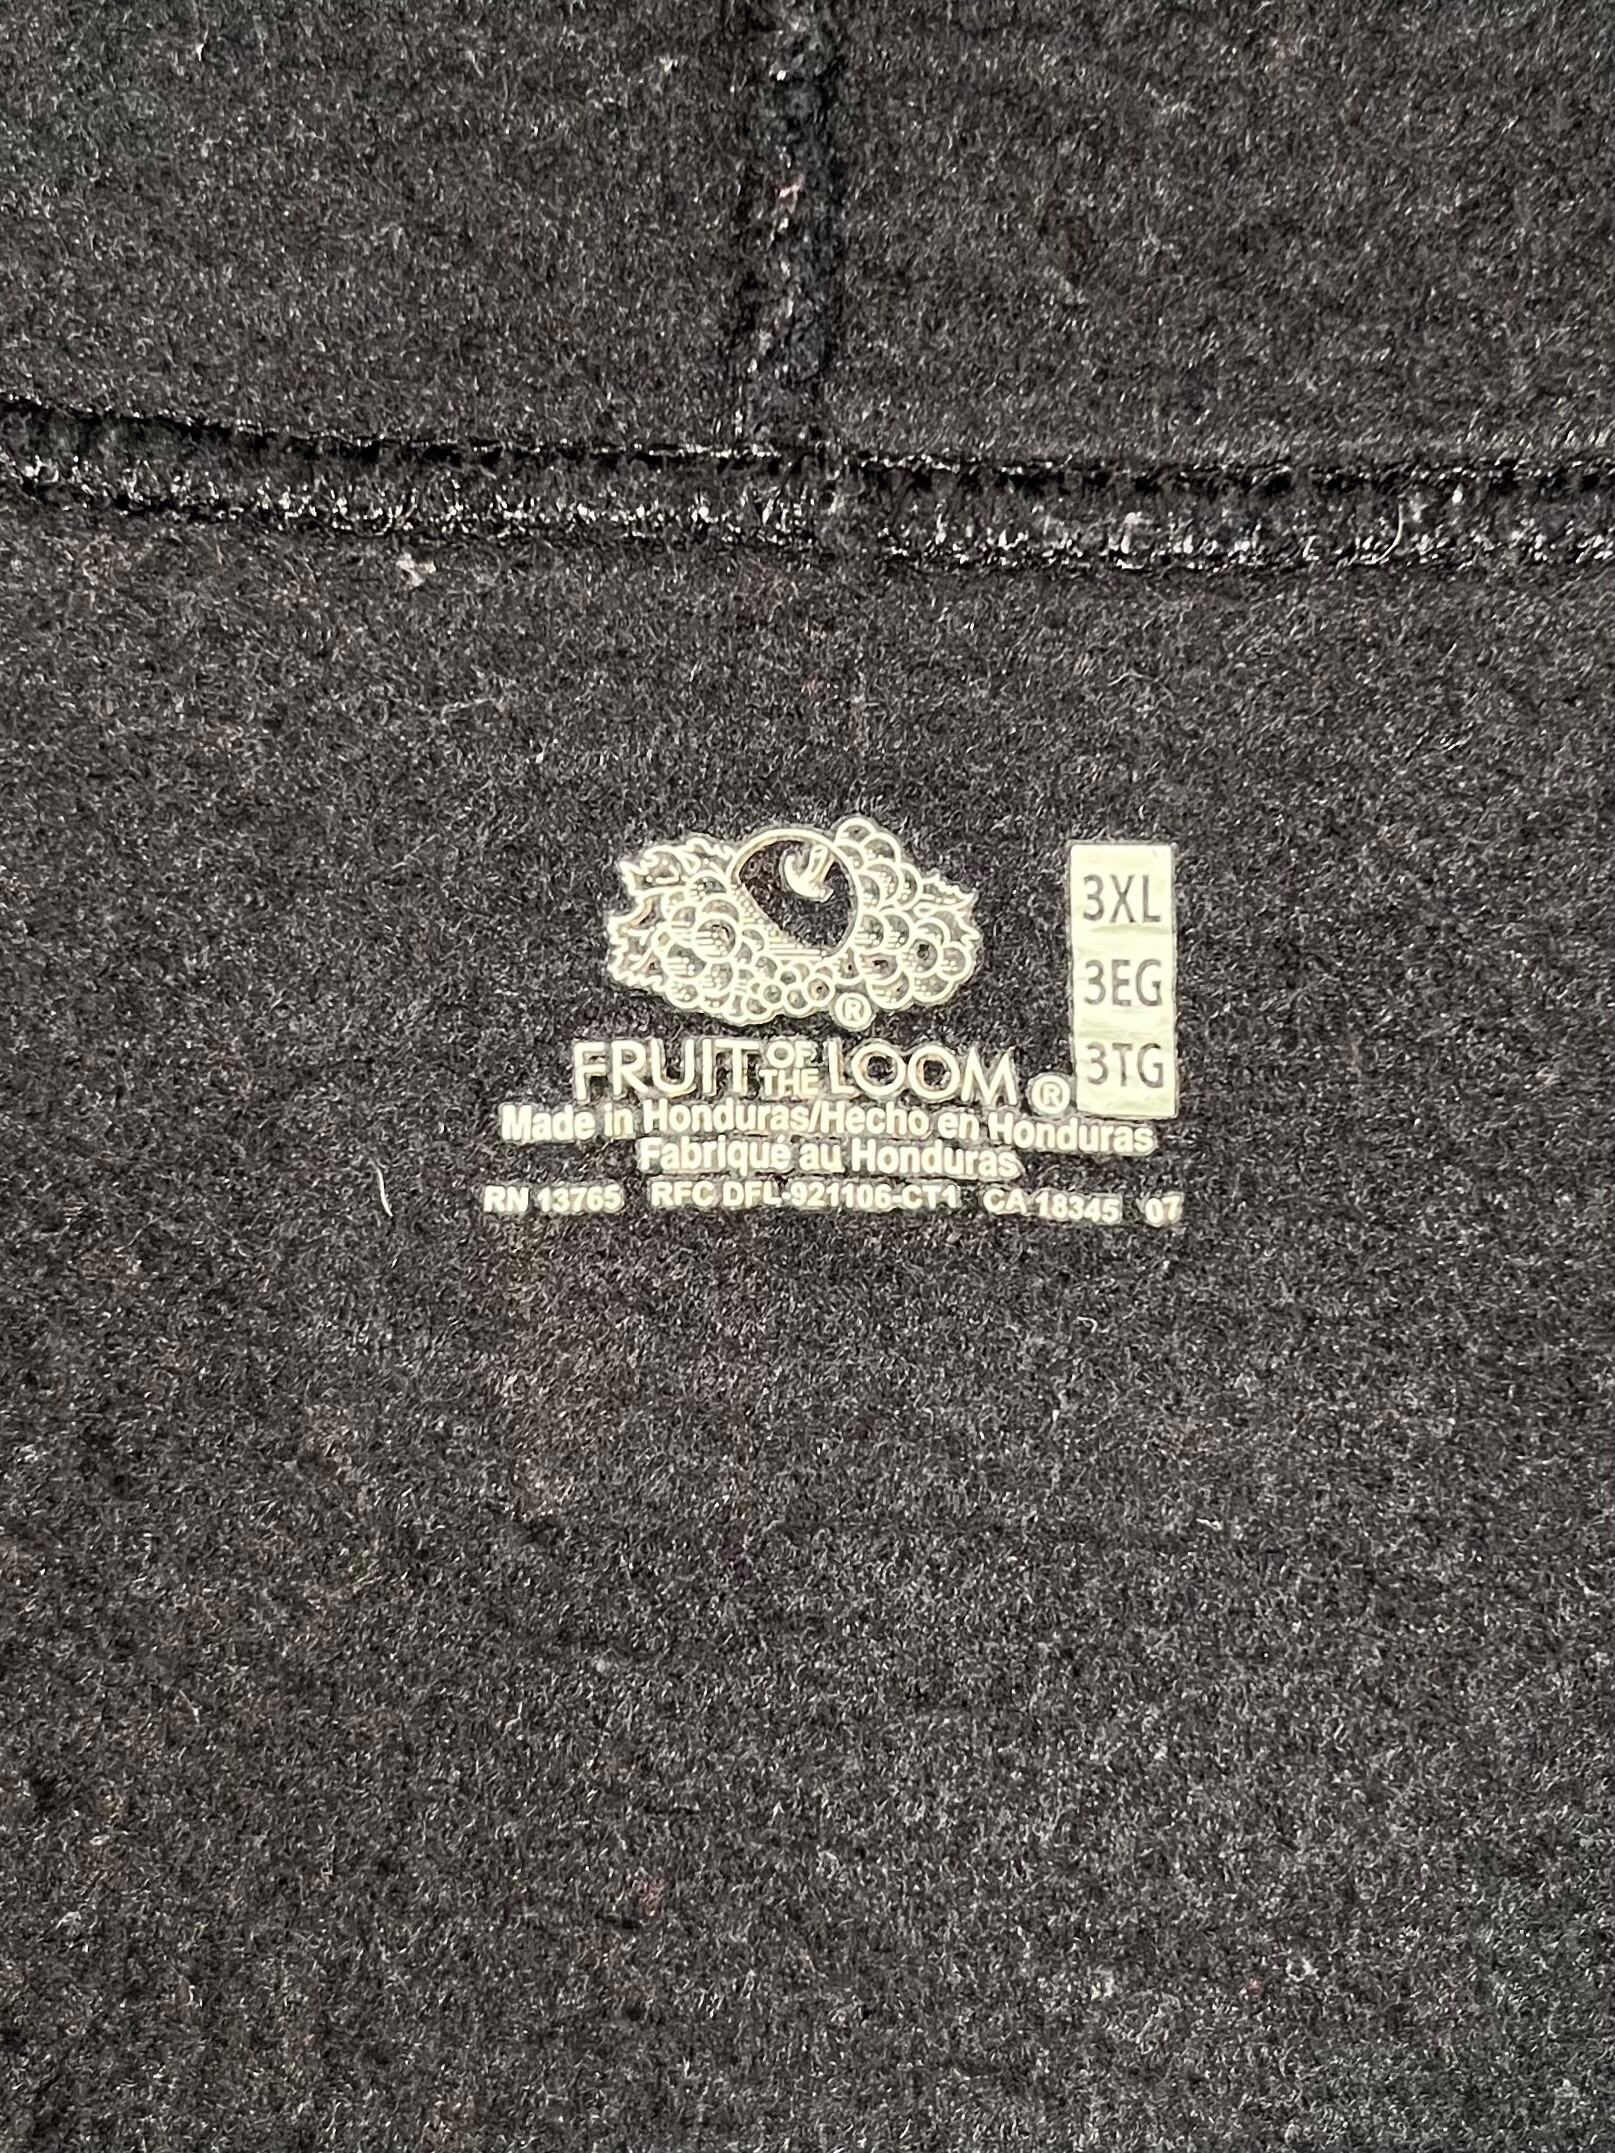 ®
3XL
3EG
3TG
FRUIT OF THE LOOM ®
Made in Honduras/Hecho en Honduras
Fabriqué au Honduras
RN 13765 RFC DFL-921106-CT1 CA 18345 07